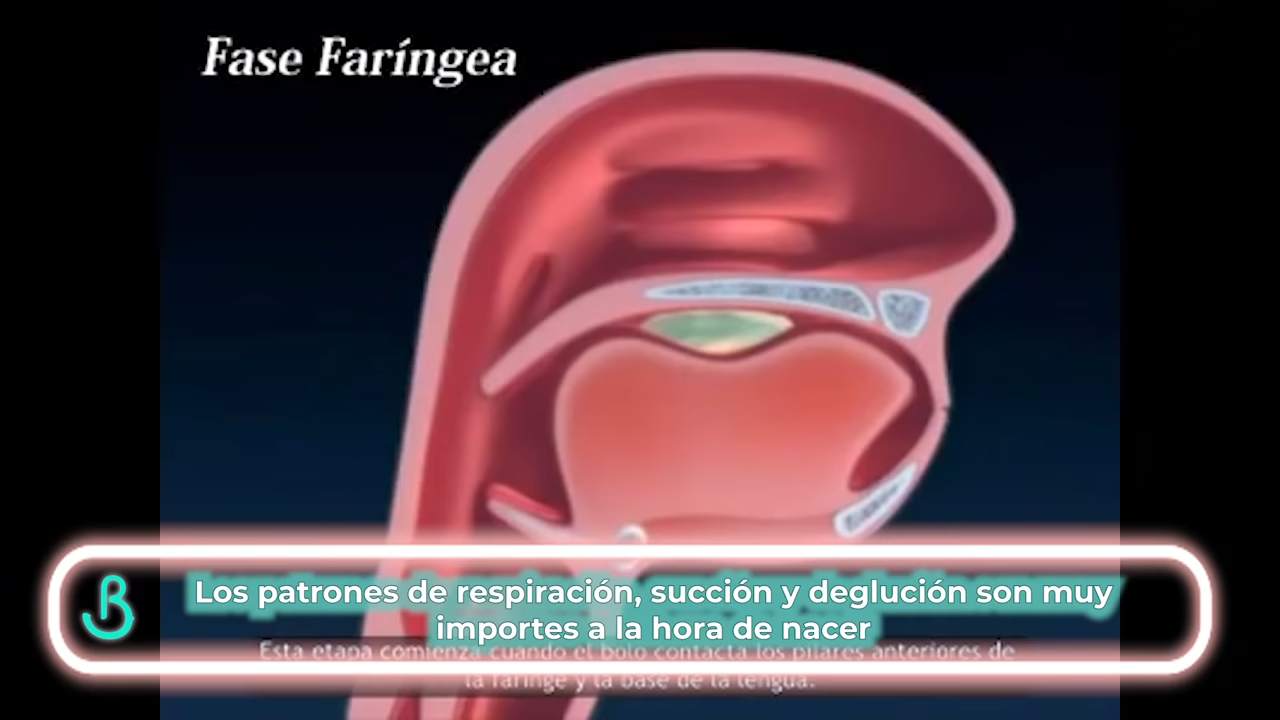 Fase Faríngea
Los patrones de respiración, succión y deglución son muy
importes a la hora de nacer
Esta etapa comienza cuando el bolo contacta los pilares anteriores de
la faringe y la base de la lengua.